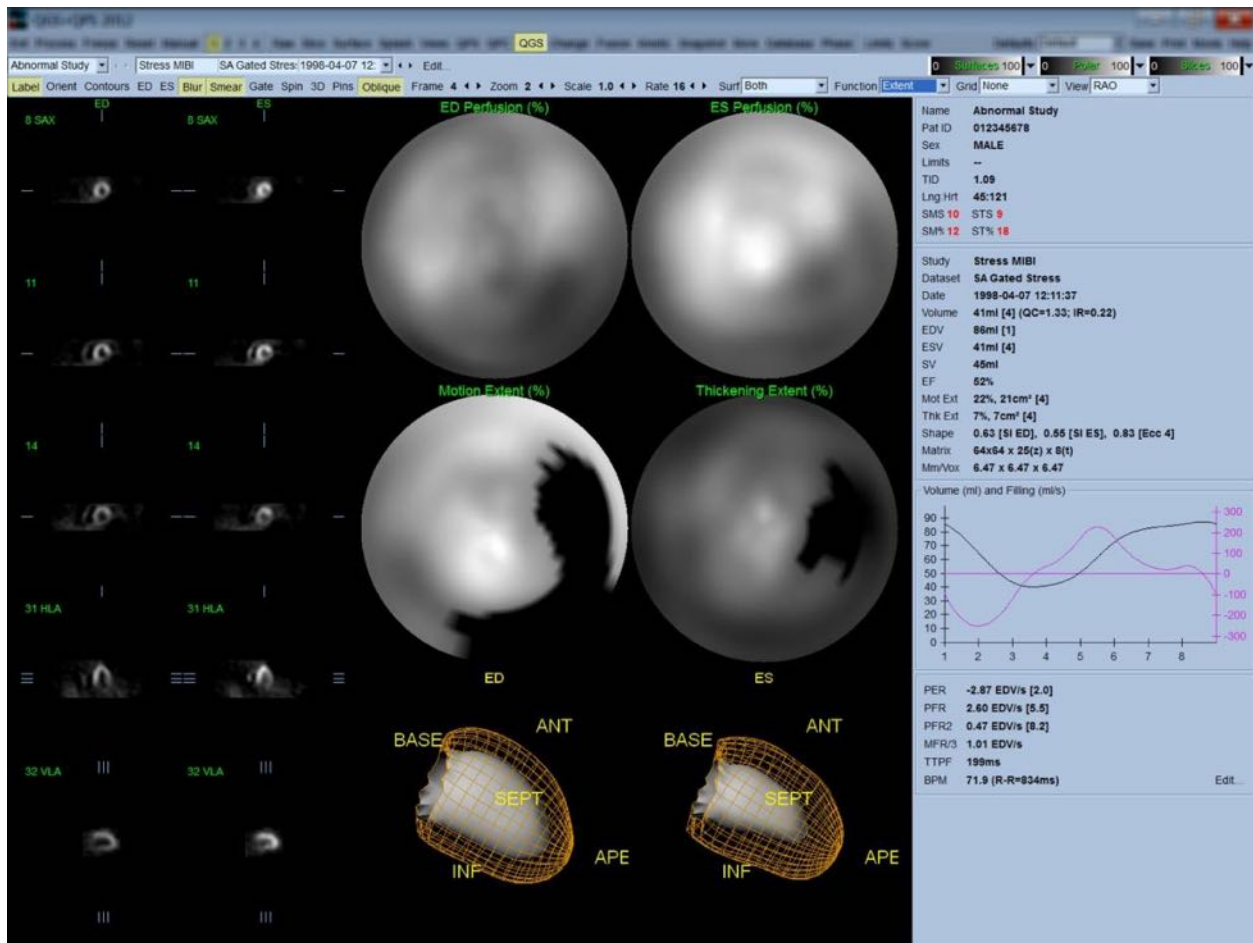 QGS+QPS 2012
QGS
Abnormal Study Stress MIBI SA Gated Stres: 1998-04-07 12: Edit...
0 Surfaces 100 0 Polar 100 0 Slices 100
Label Orient Contours ED ES Blur Smear Gate Spin 3D Pins Oblique Frame 4 Zoom 2 Scale 1.0 Rate 16 Surf Both Function Extent Grid None View RAO
ED ES
8 SAX 8 SAX
11 11
14 14
31 HLA 31 HLA
32 VLA 32 VLA
ED Perfusion (%) ES Perfusion (%)
Motion Extent (%) Thickening Extent (%)
ED ES
BASE ANT SEPT INF APE
BASE ANT SEPT INF APE
Name Abnormal Study
Pat ID 012345678
Sex MALE
Limits --
TID 1.09
Lng Hrt 45:121
SMS 10 STS 9
SM% 12 ST% 18
Study Stress MIBI
Dataset SA Gated Stress
Date 1998-04-07 12:11:37
Volume 41ml [4] (QC=1.33; IR=0.22)
EDV 86ml [1]
ESV 41ml [4]
SV 45ml
EF 52%
Mot Ext 22%, 21cm² [4]
Thk Ext 7%, 7cm² [4]
Shape 0.63 [SI ED], 0.55 [SI ES], 0.83 [Ecc 4]
Matrix 64x64 x 25(z) x 8(t)
Mm/Vox 6.47 x 6.47 x 6.47
Volume (ml) and Filling (ml/s)
90 300
80 200
70
60 100
50 0
40
30 -100
20 -200
10
0 -300
1 2 3 4 5 6 7 8
PER -2.87 EDV/s [2.0]
PFR 2.60 EDV/s [5.5]
PFR2 0.47 EDV/s [8.2]
MFR/3 1.01 EDV/s
TTPF 199ms
BPM 71.9 (R-R=834ms) Edit...